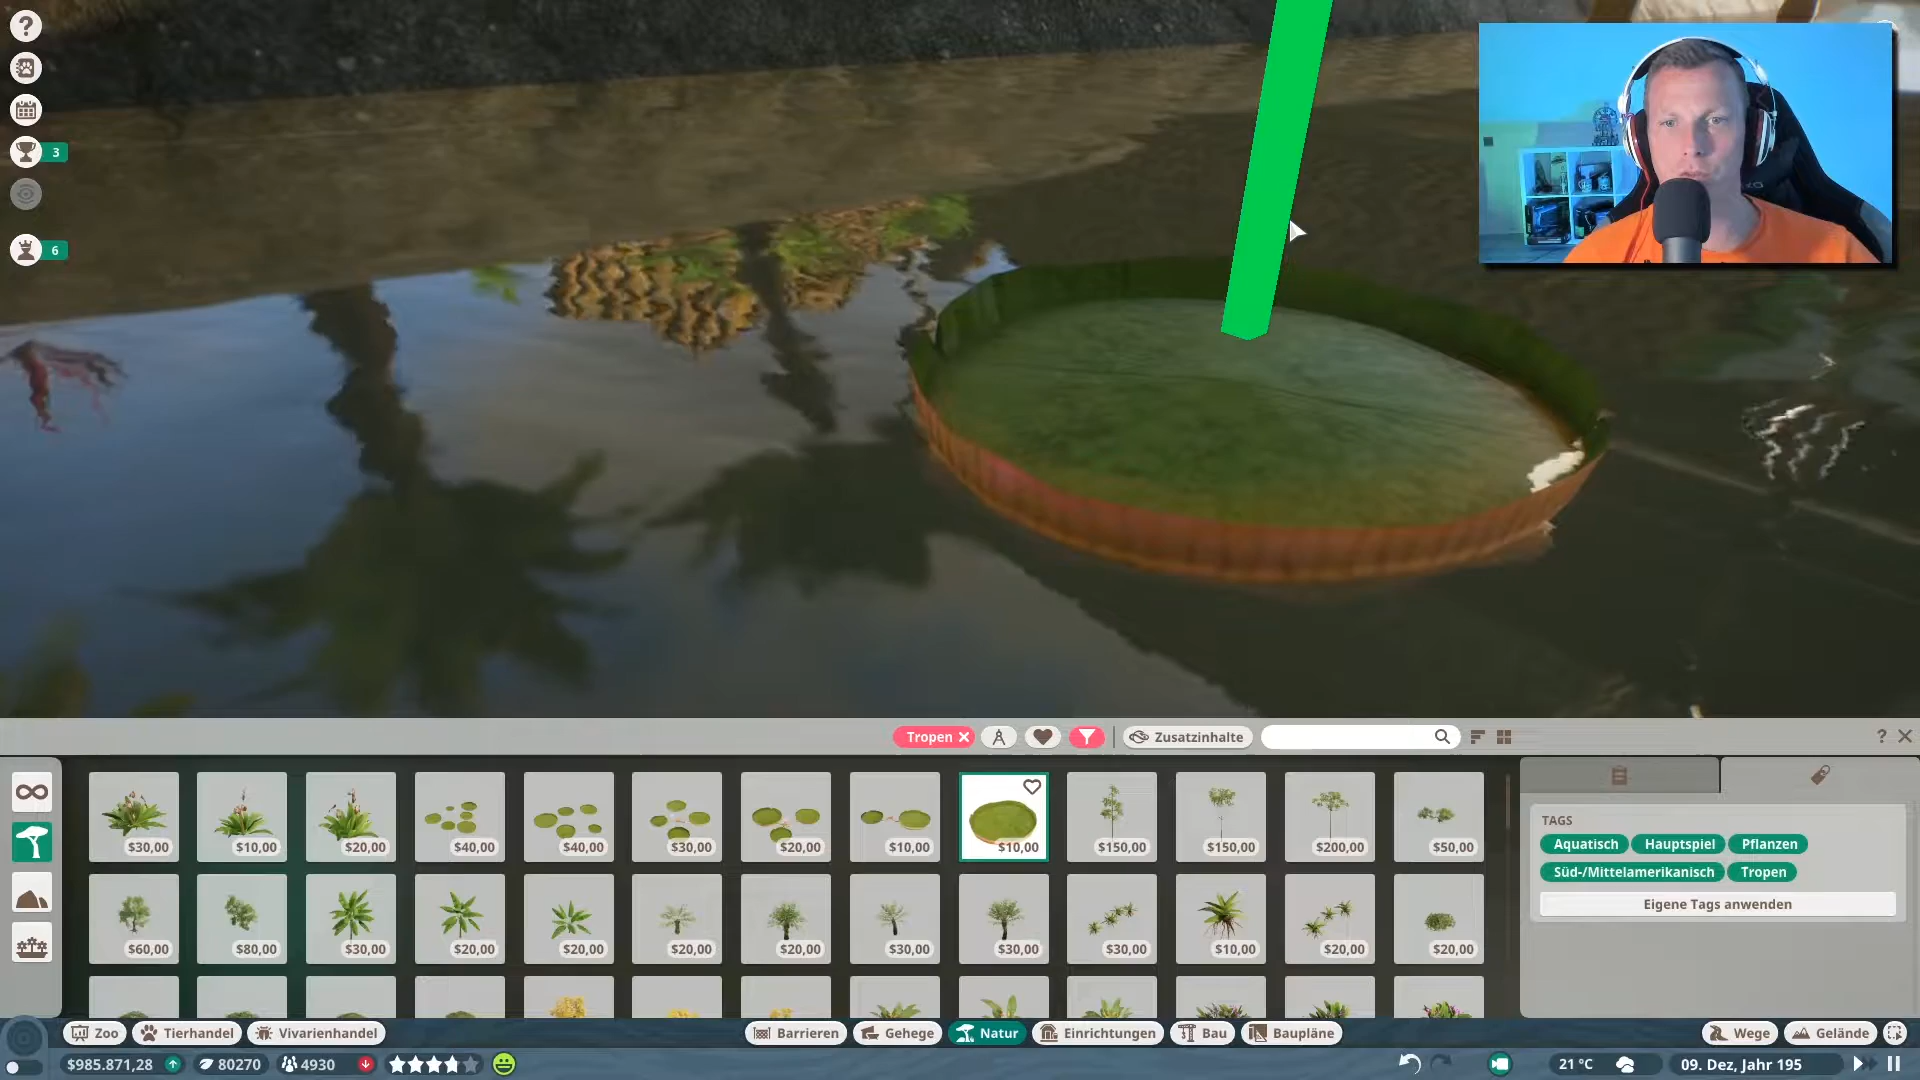 ?
3
6
Tropen ✕
Zusatzinhalte
? ✕
$30,00 $10,00 $20,00 $40,00 $40,00 $30,00 $20,00 $10,00 $10,00 $150,00 $150,00 $200,00 $50,00
$60,00 $80,00 $30,00 $20,00 $20,00 $20,00 $20,00 $30,00 $30,00 $30,00 $10,00 $20,00 $20,00
TAGS
Aquatisch Hauptspiel Pflanzen
Süd-/Mittelamerikanisch Tropen
Eigene Tags anwenden
Zoo Tierhandel Vivarienhandel Barrieren Gehege Natur Einrichtungen Bau Baupläne Wege Gelände
$985.871,28 80270 4930 21 °C 09. Dez, Jahr 195